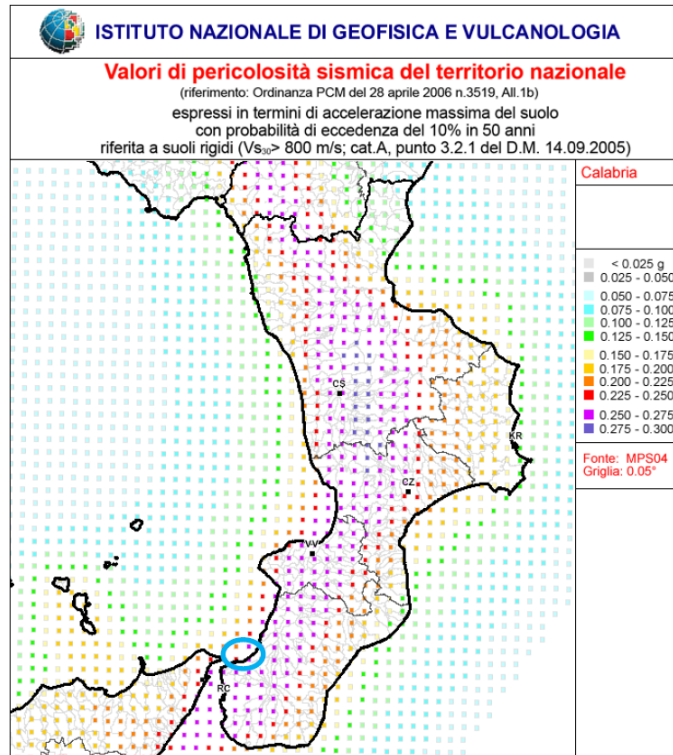 ISTITUTO NAZIONALE DI GEOFISICA E VULCANOLOGIA
Valori di pericolosità sismica del territorio nazionale
(riferimento: Ordinanza PCM del 28 aprile 2006 n.3519, All.1b)
espressi in termini di accelerazione massima del suolo
con probabilità di eccedenza del 10% in 50 anni
riferita a suoli rigidi (Vs₃₀> 800 m/s; cat.A, punto 3.2.1 del D.M. 14.09.2005)
Calabria
< 0.025 g
0.025 - 0.050
0.050 - 0.075
0.075 - 0.100
0.100 - 0.125
0.125 - 0.150
0.150 - 0.175
0.175 - 0.200
0.200 - 0.225
0.225 - 0.250
0.250 - 0.275
0.275 - 0.300
Fonte: MPS04
Griglia: 0.05°
CS
KR
CZ
VV
RC